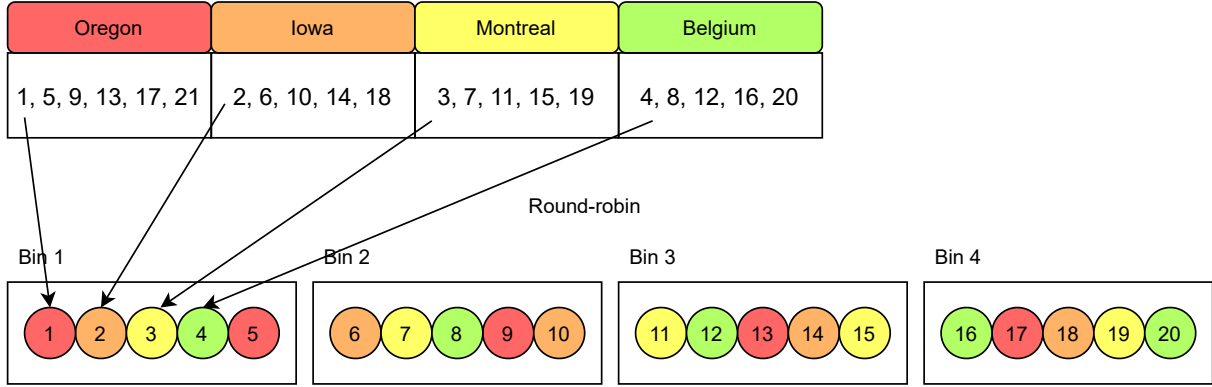 Oregon Iowa Montreal Belgium
1, 5, 9, 13, 17, 21 2, 6, 10, 14, 18 3, 7, 11, 15, 19 4, 8, 12, 16, 20
Round-robin
Bin 1 Bin 2 Bin 3 Bin 4
1 2 3 4 5 6 7 8 9 10 11 12 13 14 15 16 17 18 19 20